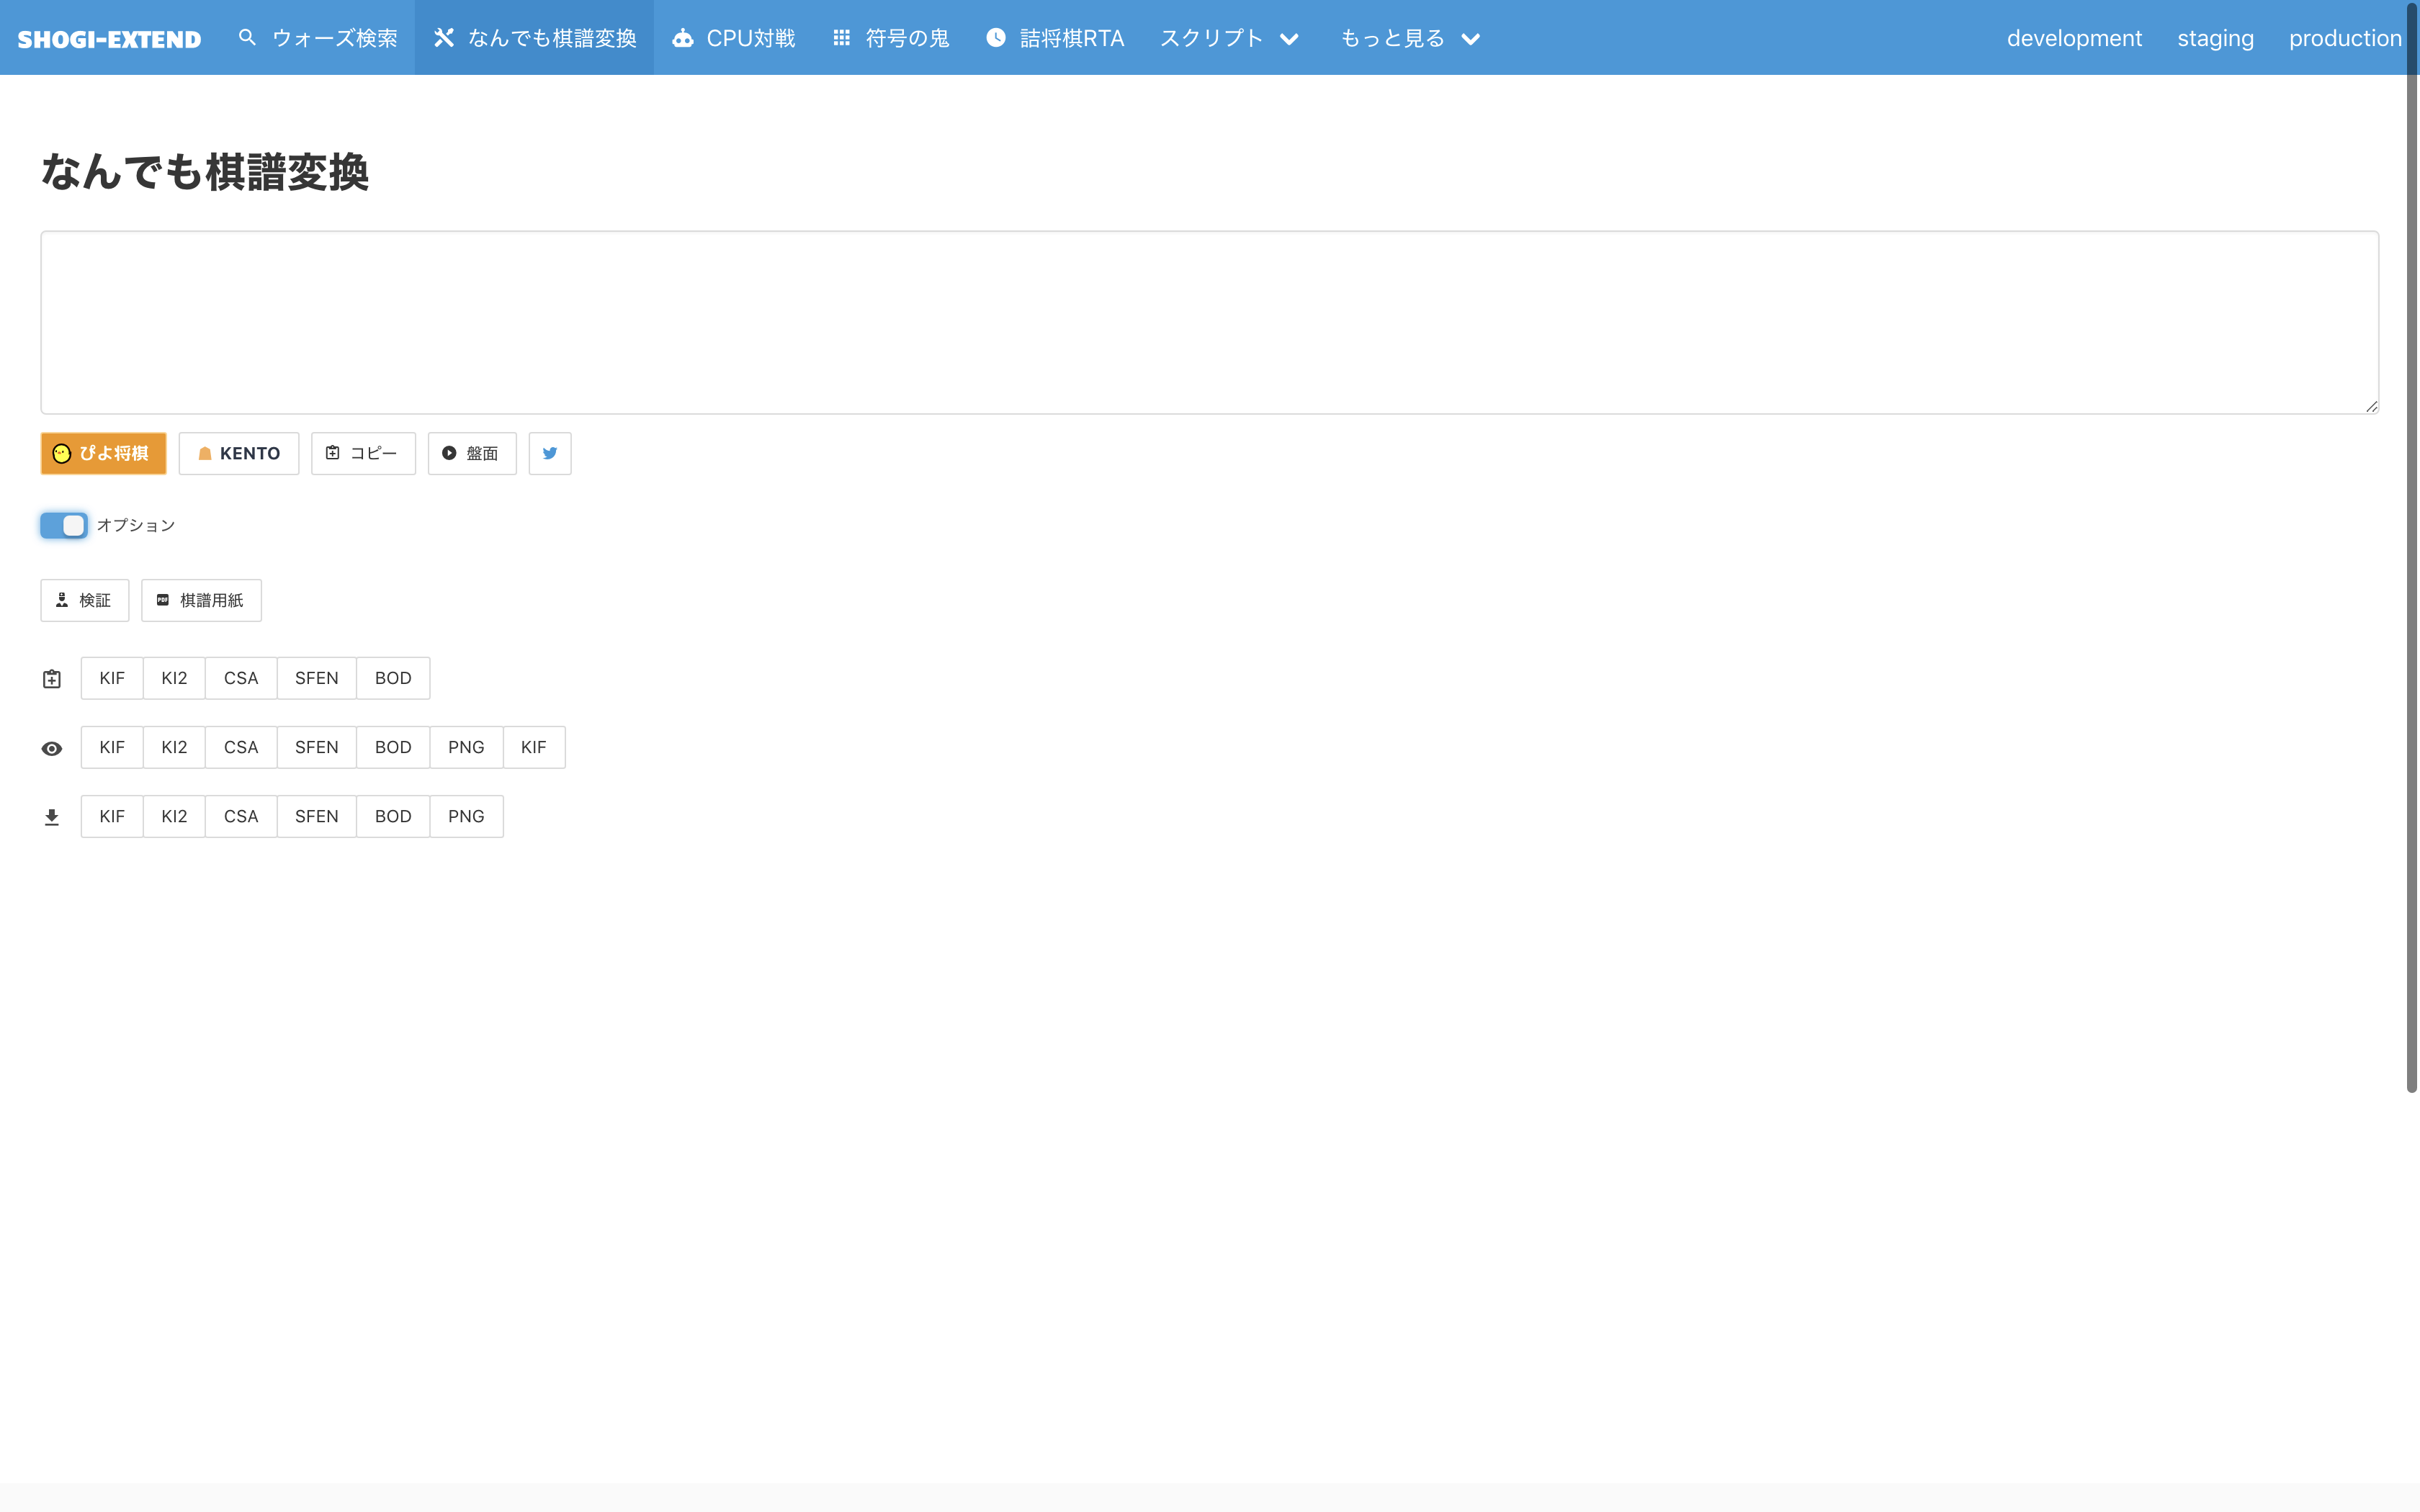 SHOGI-EXTEND ウォーズ検索 なんでも棋譜変換 CPU対戦 符号の鬼 詰将棋RTA スクリプト もっと見る development staging production
なんでも棋譜変換
ぴよ将棋 KENTO コピー 盤面
オプション
検証 PDF 棋譜用紙
KIF KI2 CSA SFEN BOD
KIF KI2 CSA SFEN BOD PNG KIF
KIF KI2 CSA SFEN BOD PNG